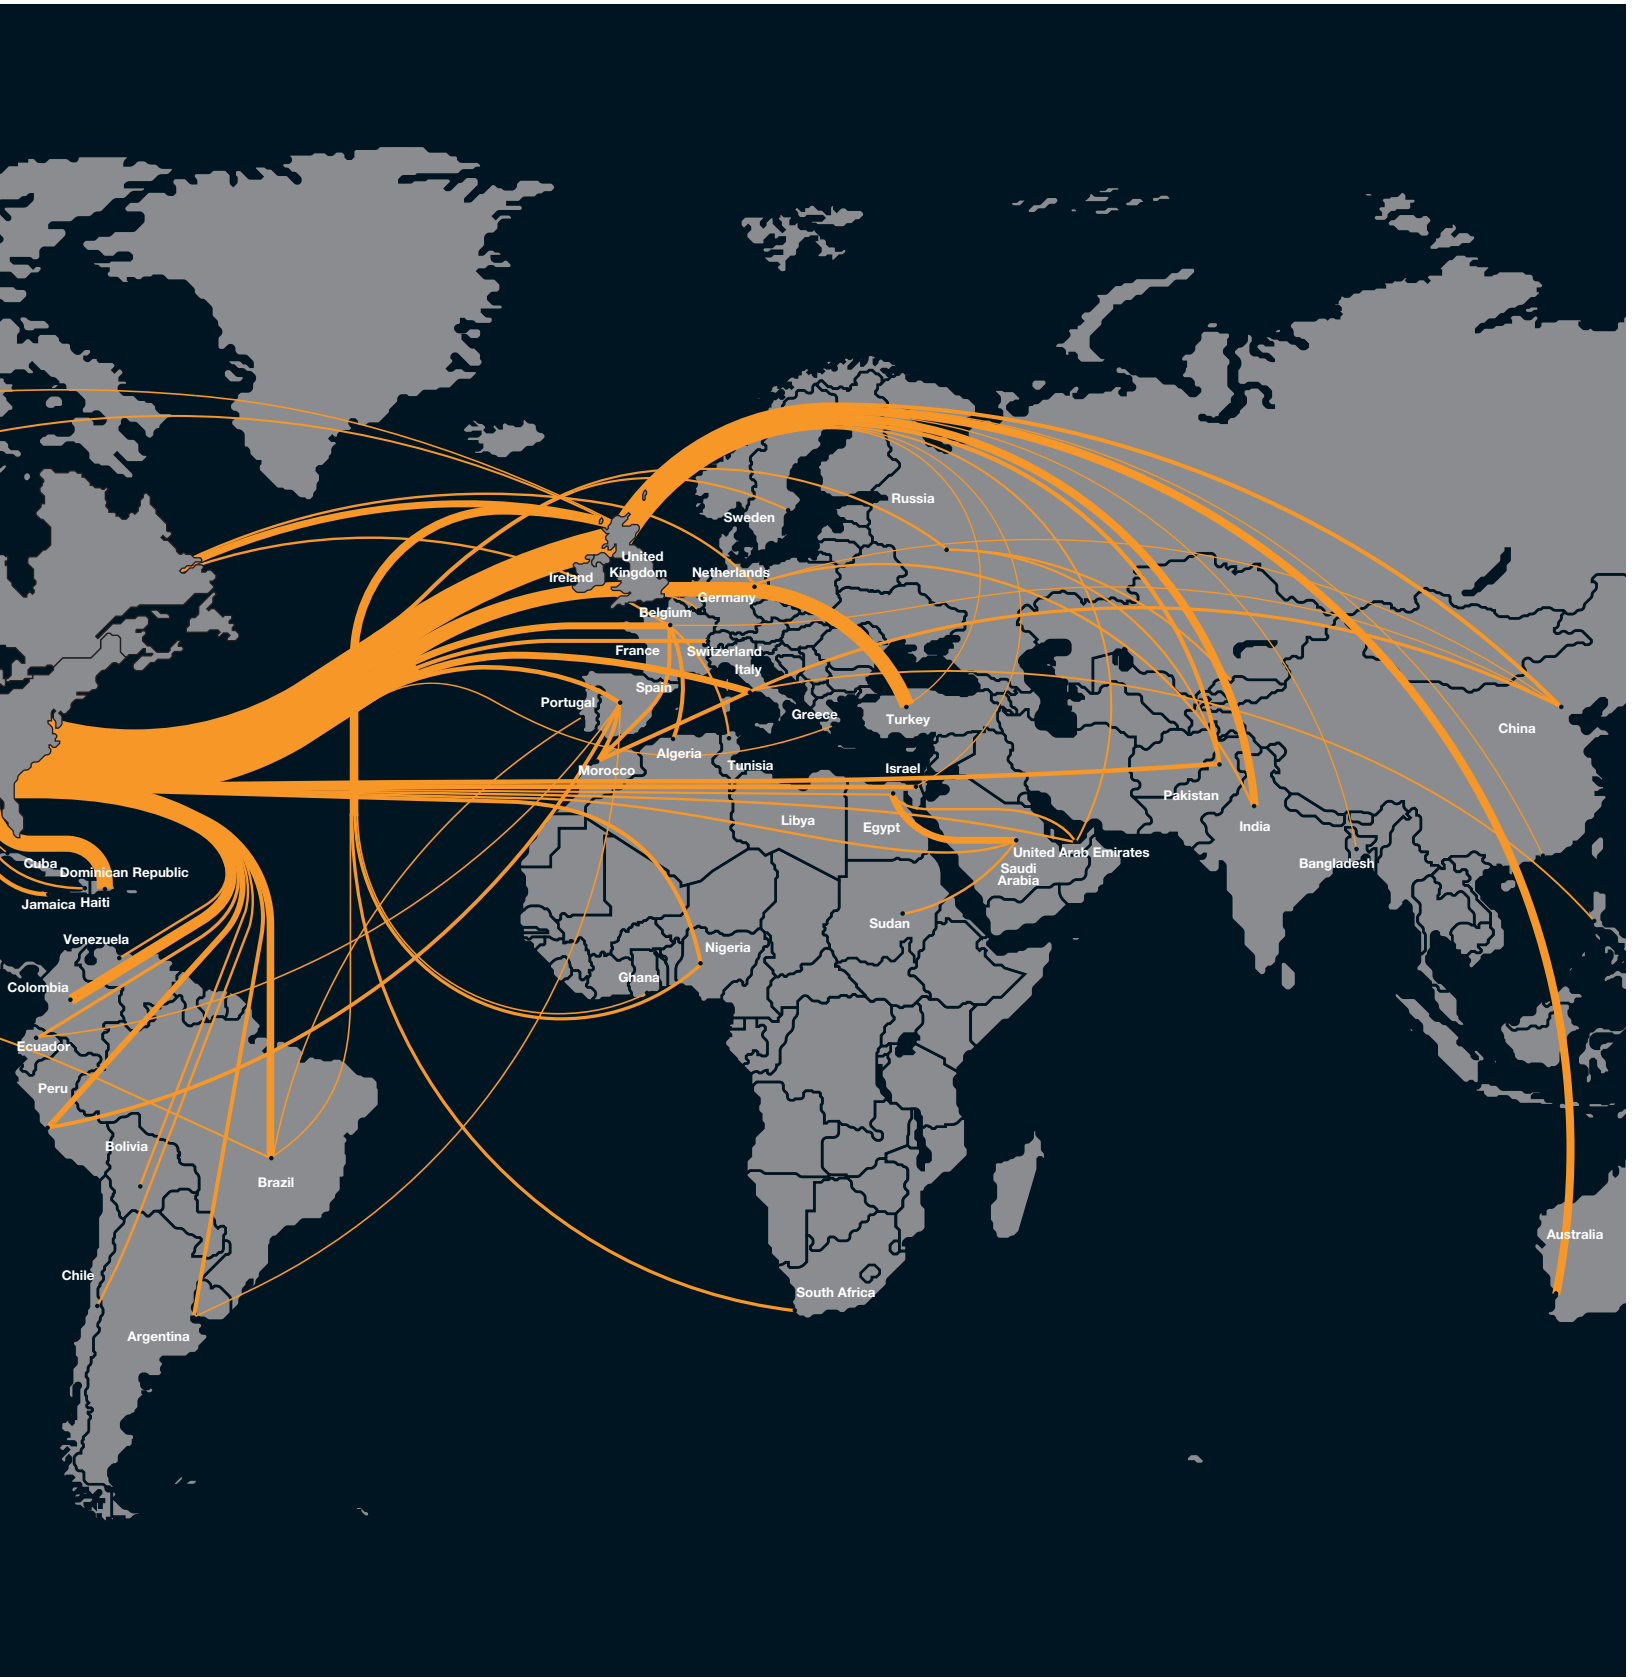 Russia
Sweden
United
Kingdom
Ireland
Netherlands
Germany
Belgium
France
Switzerland
Italy
Spain
Portugal
Greece
Turkey
China
Algeria
Tunisia
Morocco
Israel
Pakistan
Libya
Egypt
India
United Arab Emirates
Bangladesh
Saudi
Arabia
Cuba
Dominican Republic
Jamaica
Haiti
Sudan
Venezuela
Nigeria
Colombia
Ghana
Ecuador
Peru
Bolivia
Brazil
Australia
Chile
South Africa
Argentina